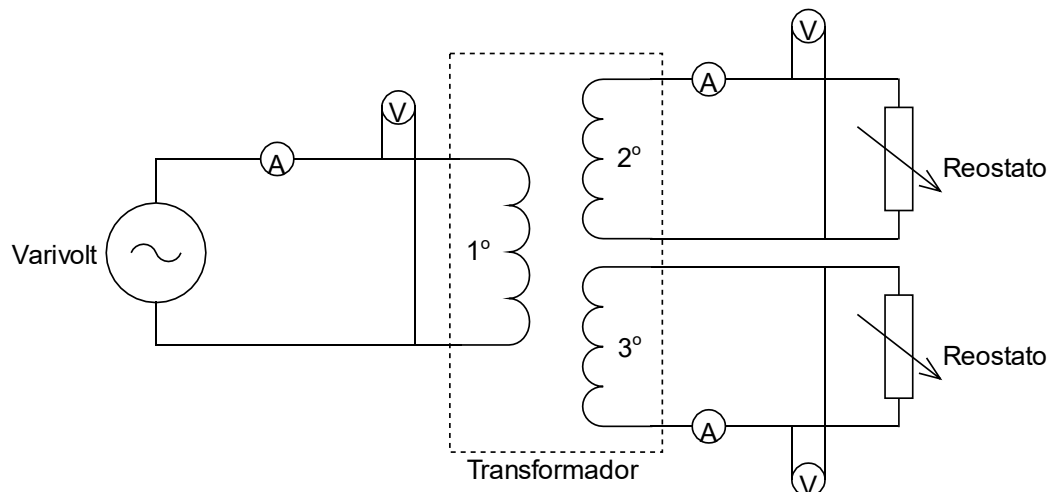 V
A
V
2º
Reostato
A
Varivolt
1º
3º
Reostato
A
V
Transformador